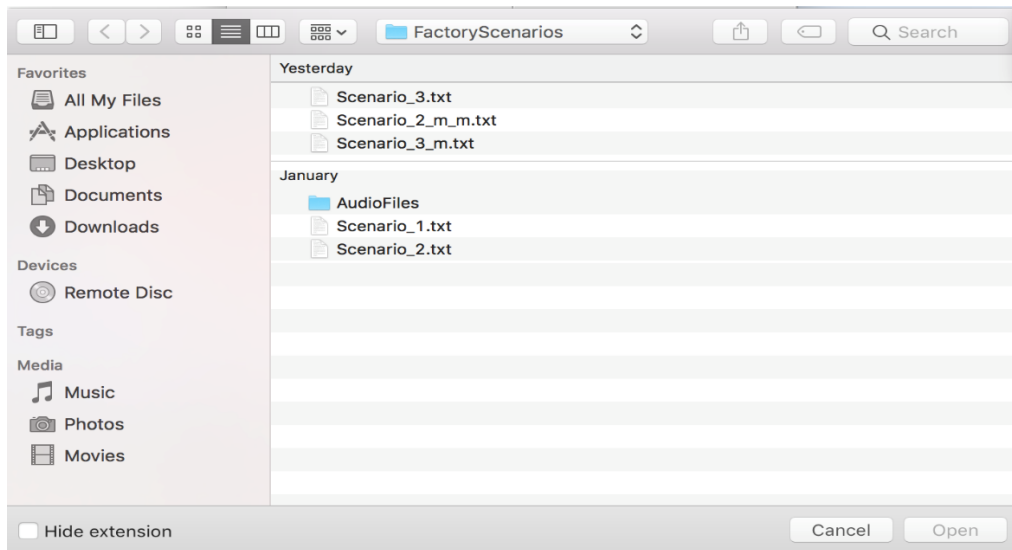 FactoryScenarios
Search
Favorites
All My Files
Applications
Desktop
Documents
Downloads
Devices
Remote Disc
Tags
Media
Music
Photos
Movies
Yesterday
Scenario_3.txt
Scenario_2_m_m.txt
Scenario_3_m.txt
January
AudioFiles
Scenario_1.txt
Scenario_2.txt
Hide extension
Cancel
Open